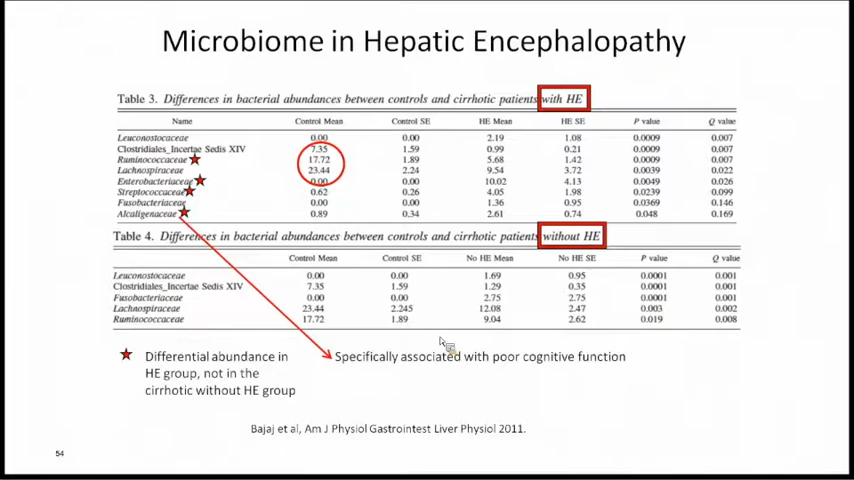 Microbiome in Hepatic Encephalopathy
Table 3. Differences in bacterial abundances between controls and cirrhotic patients with HE
Name Control Mean Control SE HE Mean HE SE P value Q value
Leuconostocaceae 0.00 0.00 2.19 1.08 0.0009 0.007
Clostridiales_Incertae Sedis XIV 7.35 1.59 0.99 0.21 0.0009 0.007
Ruminococcaceae 17.72 1.89 5.68 1.42 0.0009 0.007
Lachnospiraceae 23.44 2.24 9.54 3.72 0.0039 0.022
Enterobacteriaceae 0.00 0.00 10.02 4.13 0.0049 0.026
Streptococcaceae 0.62 0.26 4.05 1.98 0.0239 0.099
Fusobacteriaceae 0.00 0.00 1.36 0.95 0.0369 0.146
Alcaligenaceae 0.89 0.34 2.61 0.74 0.048 0.169
Table 4. Differences in bacterial abundances between controls and cirrhotic patients without HE
Control Mean Control SE No HE Mean No HE SE P value Q value
Leuconostocaceae 0.00 0.00 1.69 0.95 0.0001 0.001
Clostridiales_Incertae Sedis XIV 7.35 1.59 1.29 0.35 0.0001 0.001
Fusobacteriaceae 0.00 0.00 2.75 2.75 0.0001 0.001
Lachnospiraceae 23.44 2.245 12.08 2.47 0.003 0.002
Ruminococcaceae 17.72 1.89 9.04 2.62 0.019 0.008
Differential abundance in
HE group, not in the
cirrhotic without HE group
Specifically associated with poor cognitive function
Bajaj et al, Am J Physiol Gastrointest Liver Physiol 2011.
54